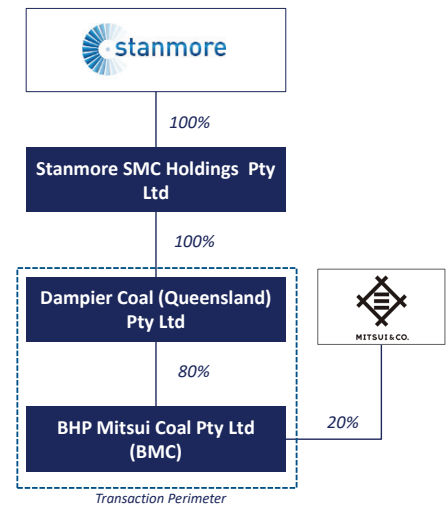 stanmore
100%
Stanmore SMC Holdings Pty
Ltd
100%
Dampier Coal (Queensland)
Pty Ltd
MITSUI & CO.
80%
BHP Mitsui Coal Pty Ltd
(BMC)
20%
Transaction Perimeter